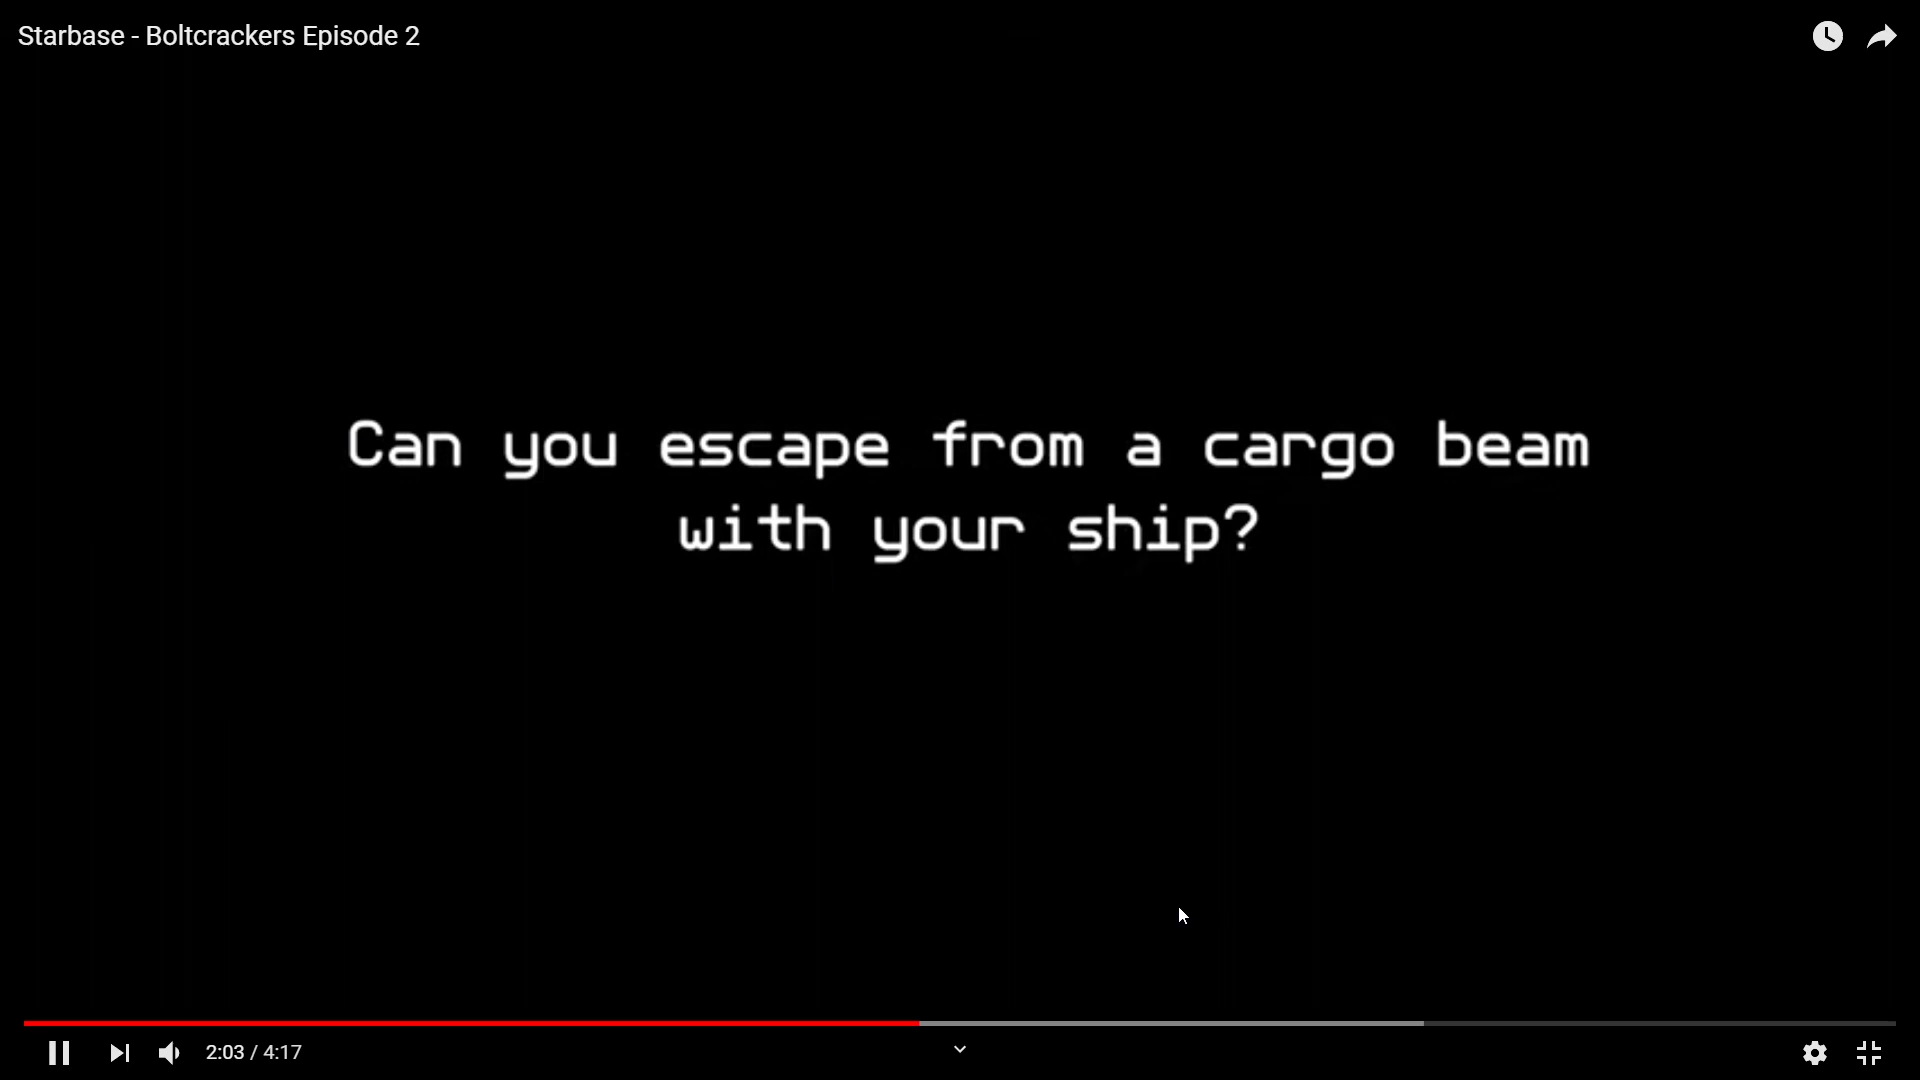 Starbase - Boltcrackers Episode 2
Can you escape from a cargo beam
with your ship?
2:03 / 4:17